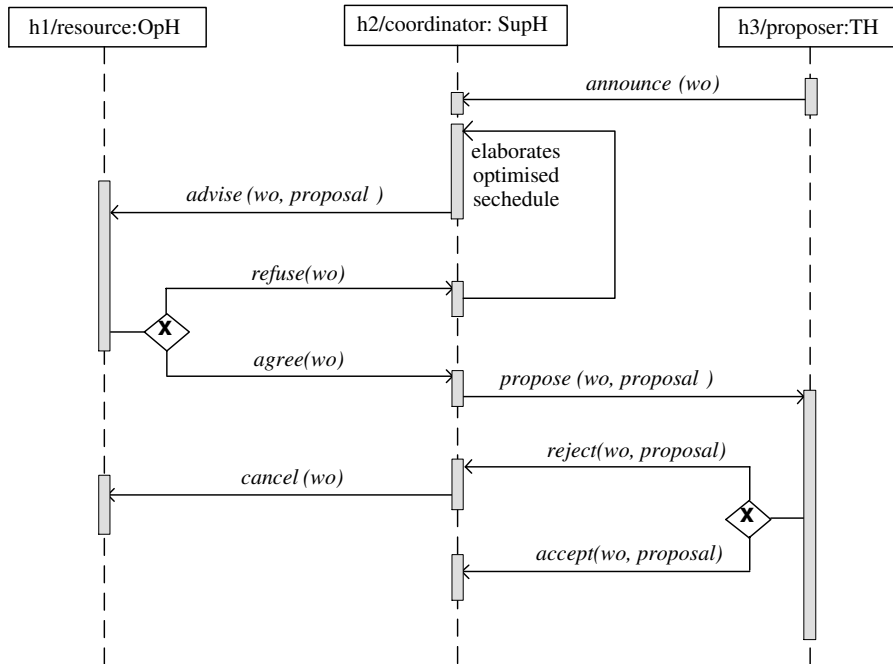 h1/resource:OpH
h2/coordinator: SupH
h3/proposer:TH
announce (wo)
elaborates
optimised
sechedule
advise (wo, proposal )
refuse(wo)
X
agree(wo)
propose (wo, proposal )
reject(wo, proposal)
cancel (wo)
X
accept(wo, proposal)